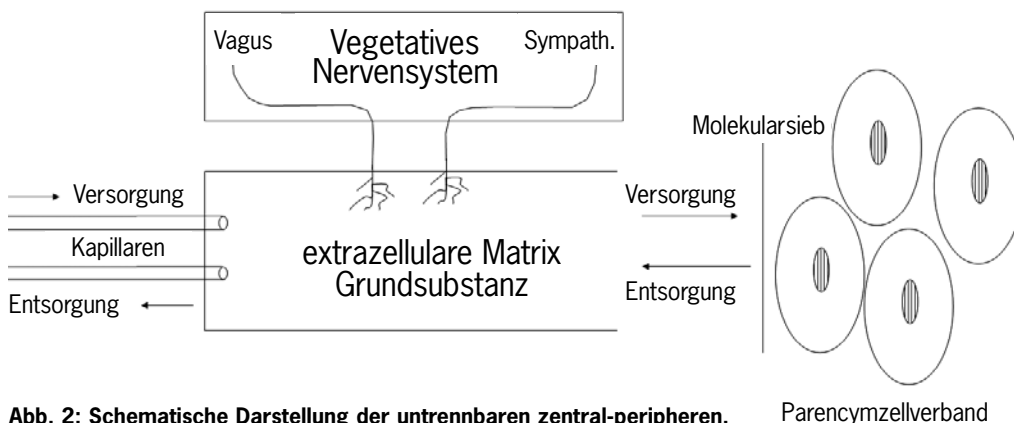 Vagus
Vegetatives
Nervensystem
Sympath.
Molekularsieb
Versorgung
Kapillaren
Entsorgung
extrazellulare Matrix
Grundsubstanz
Versorgung
Entsorgung
Parencymzellverband
Abb. 2: Schematische Darstellung der untrennbaren zentral-peripheren,